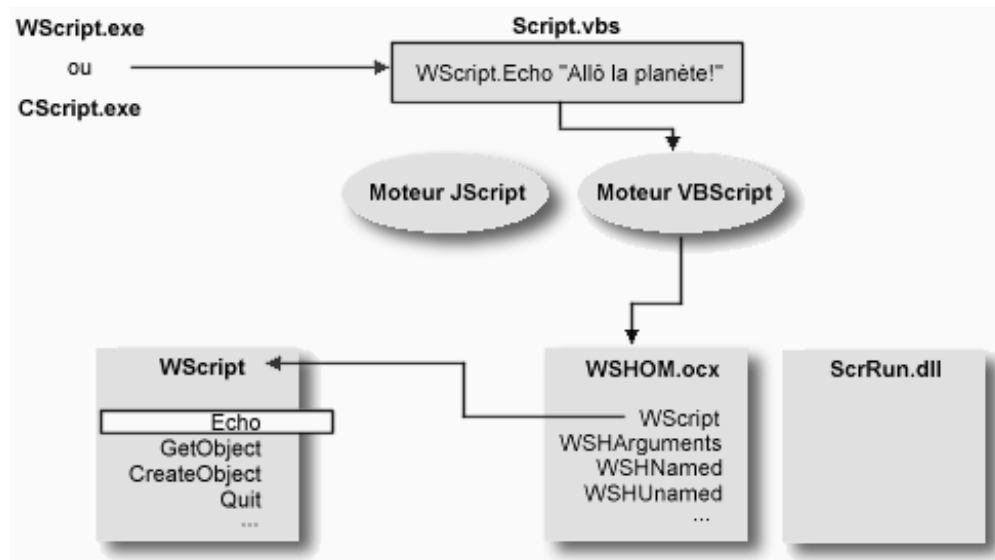 WScript.exe
ou
CScript.exe
Script.vbs
WScript.Echo "Allô la planète!"
Moteur JScript
Moteur VBScript
WScript
Echo
GetObject
CreateObject
Quit
...
WSHOM.ocx
WScript
WSHArguments
WSHNamed
WSHUnamed
...
ScrRun.dll